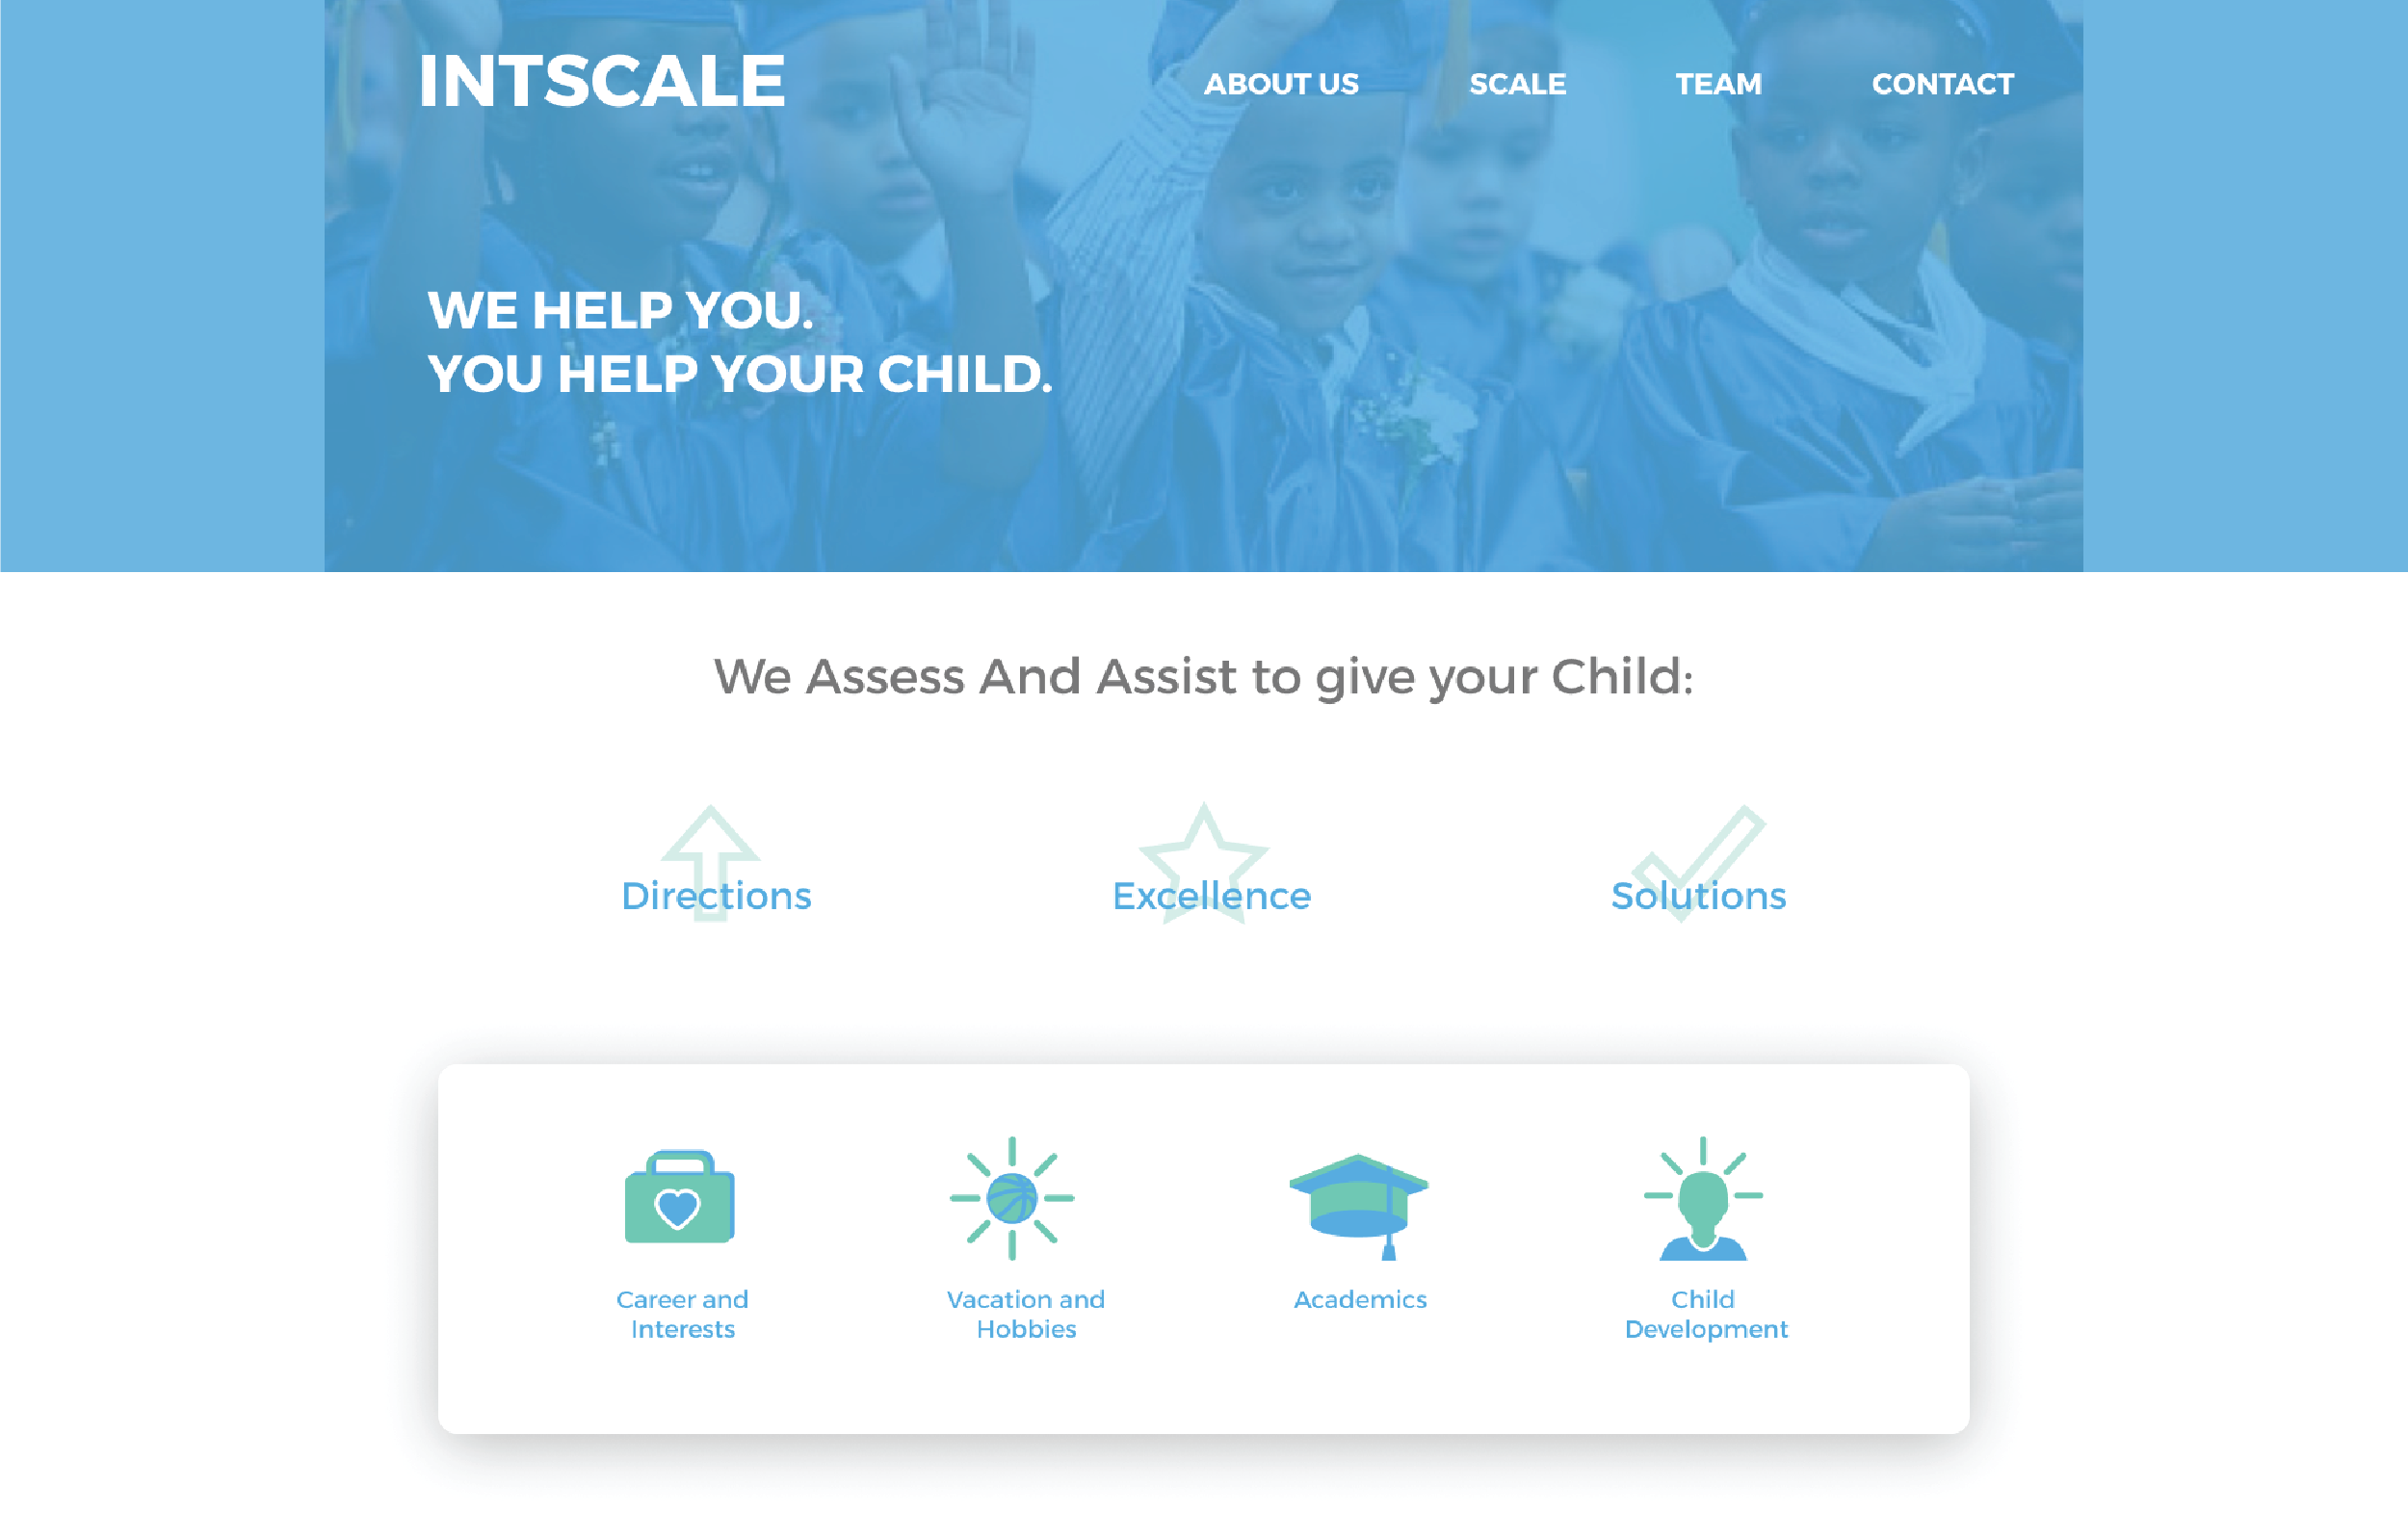 INTSCALE
ABOUT US
SCALE
TEAM
CONTACT
WE HELP YOU.
YOU HELP YOUR CHILD.
We Assess And Assist to give your Child:
Directions
Excellence
Solutions
Career and
Interests
Vacation and
Hobbies
Academics
Child
Development